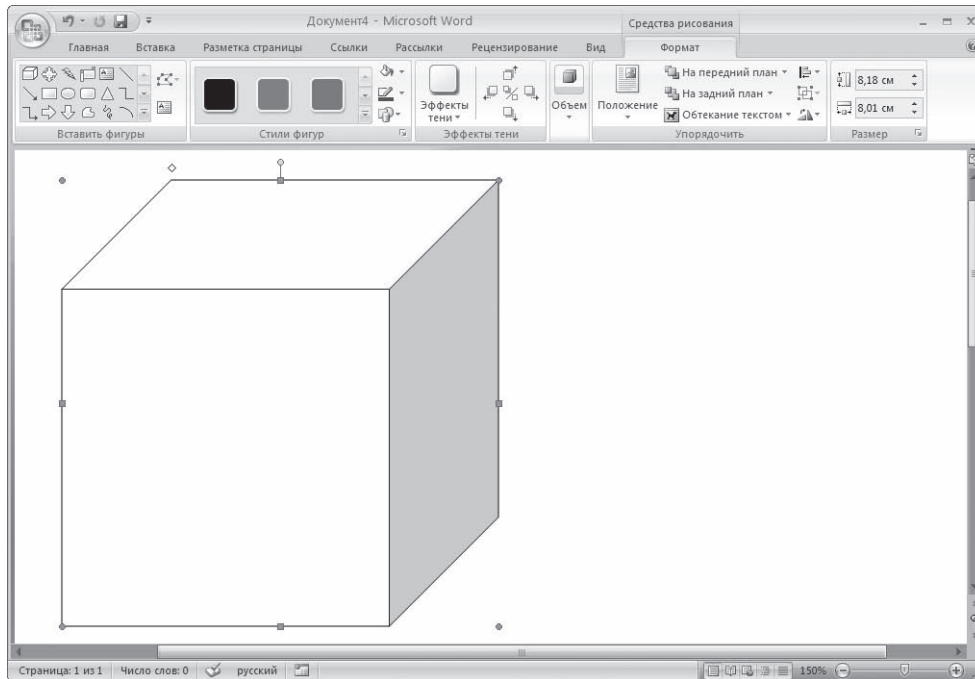 Документ4 - Microsoft Word
Средства рисования
Главная Вставка Разметка страницы Ссылки Рассылки Рецензирование Вид Формат
На передний план
8,18 см
На задний план
Эффекты тени
Объем
Положение
Обтекание текстом
8,01 см
Вставить фигуры Стили фигур Эффекты тени Упорядочить Размер
Страница: 1 из 1 Число слов: 0 русский 150%